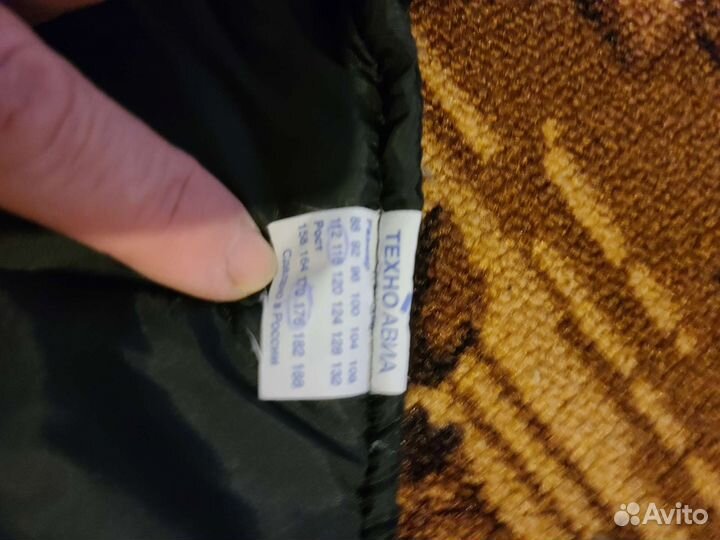 ТЕХНОАВИА
Размер
88 92 96 100 104 108
112 116 120 124 128 132
Рост
158 164 170 176 182 188
Сделано в России
Avito